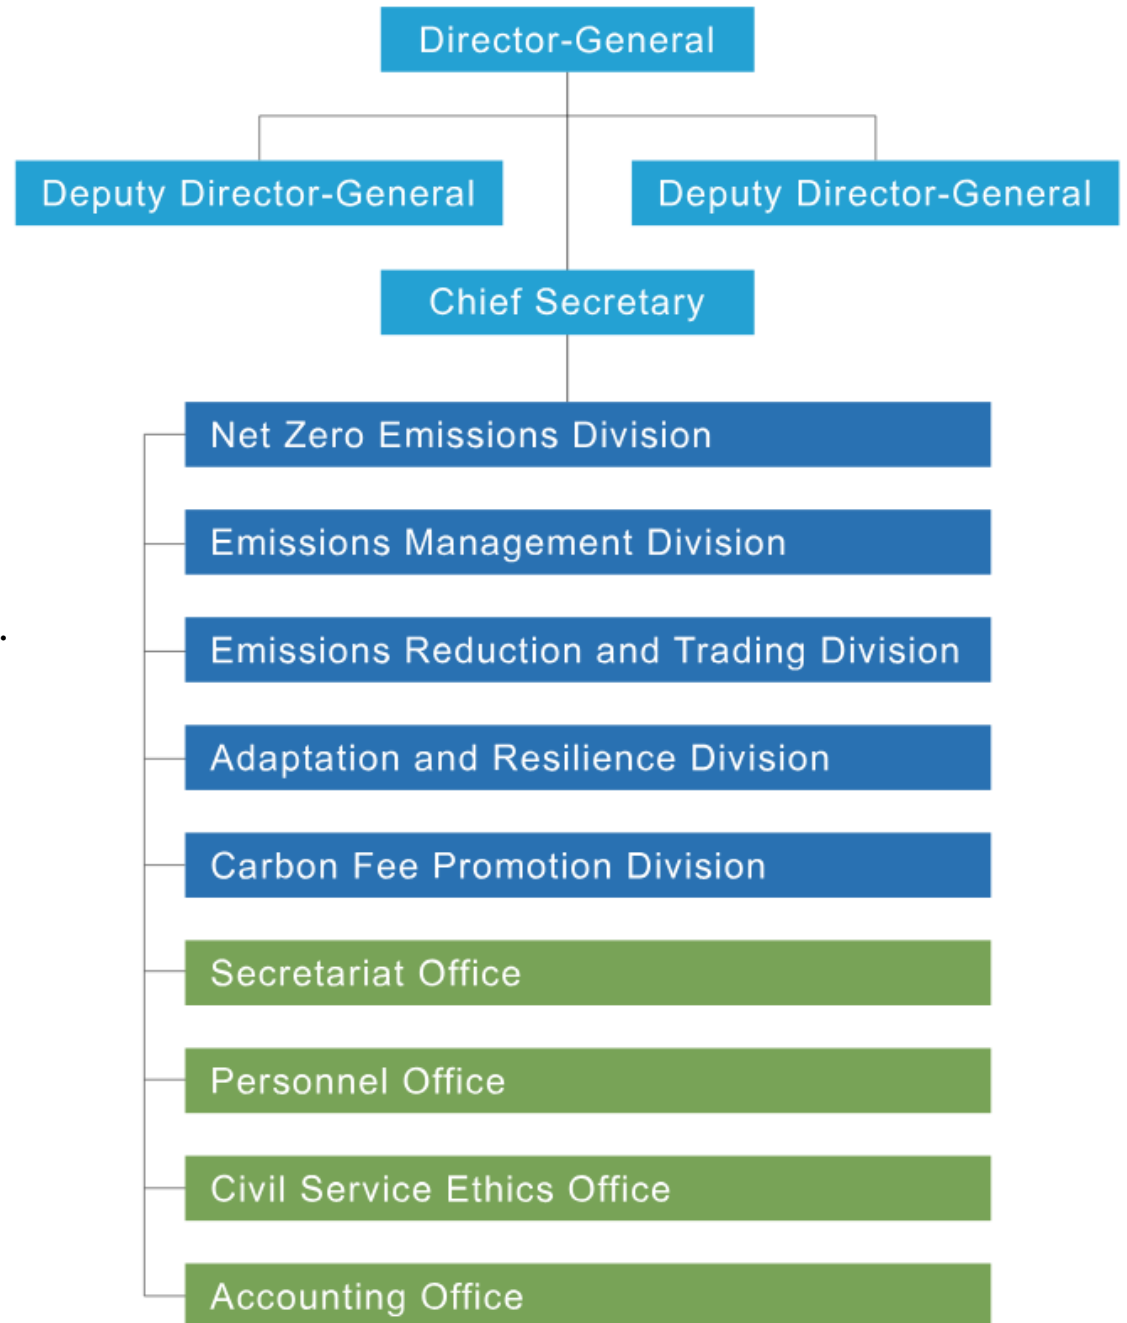 Director-General
Deputy Director-General
Deputy Director-General
Chief Secretary
Net Zero Emissions Division
Emissions Management Division
Emissions Reduction and Trading Division
Adaptation and Resilience Division
Carbon Fee Promotion Division
Secretariat Office
Personnel Office
Civil Service Ethics Office
Accounting Office